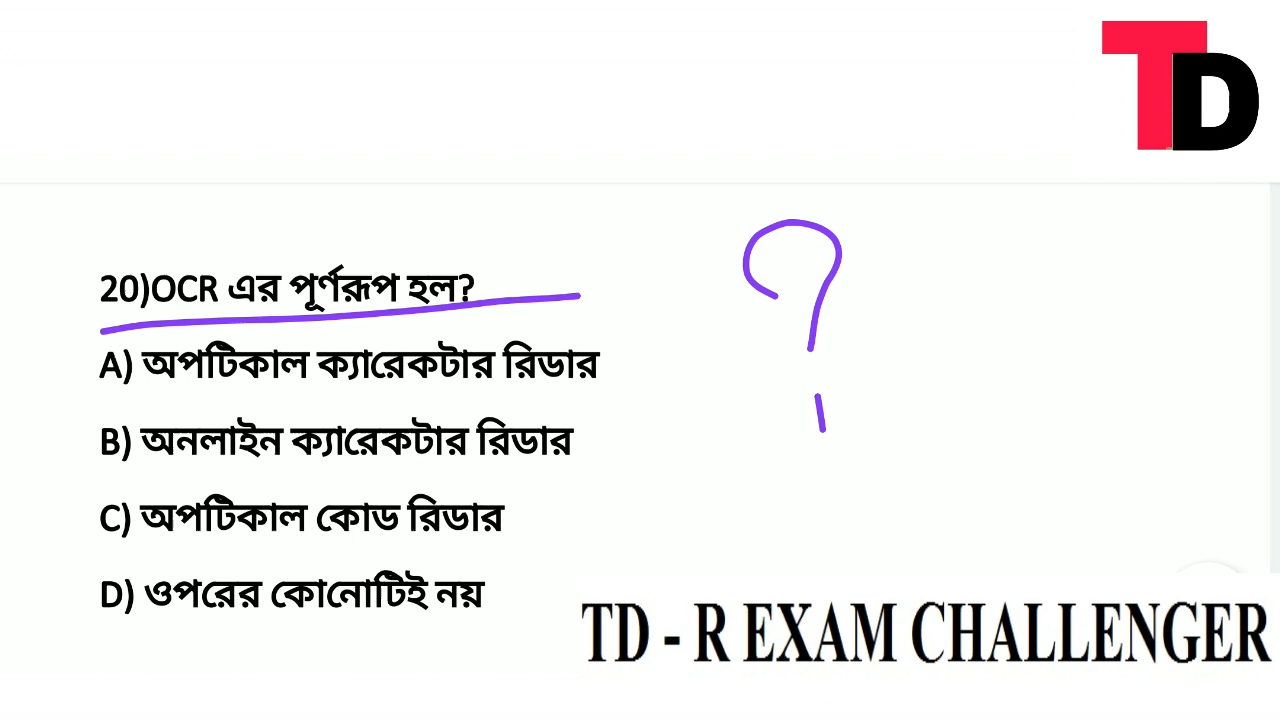 TD
20)OCR এর পূর্ণরূপ হল?
A) অপটিকাল ক্যারেকটার রিডার
B) অনলাইন ক্যারেকটার রিডার
C) অপটিকাল কোড রিডার
D) ওপরের কোনোটিই নয়
TD - R EXAM CHALLENGER